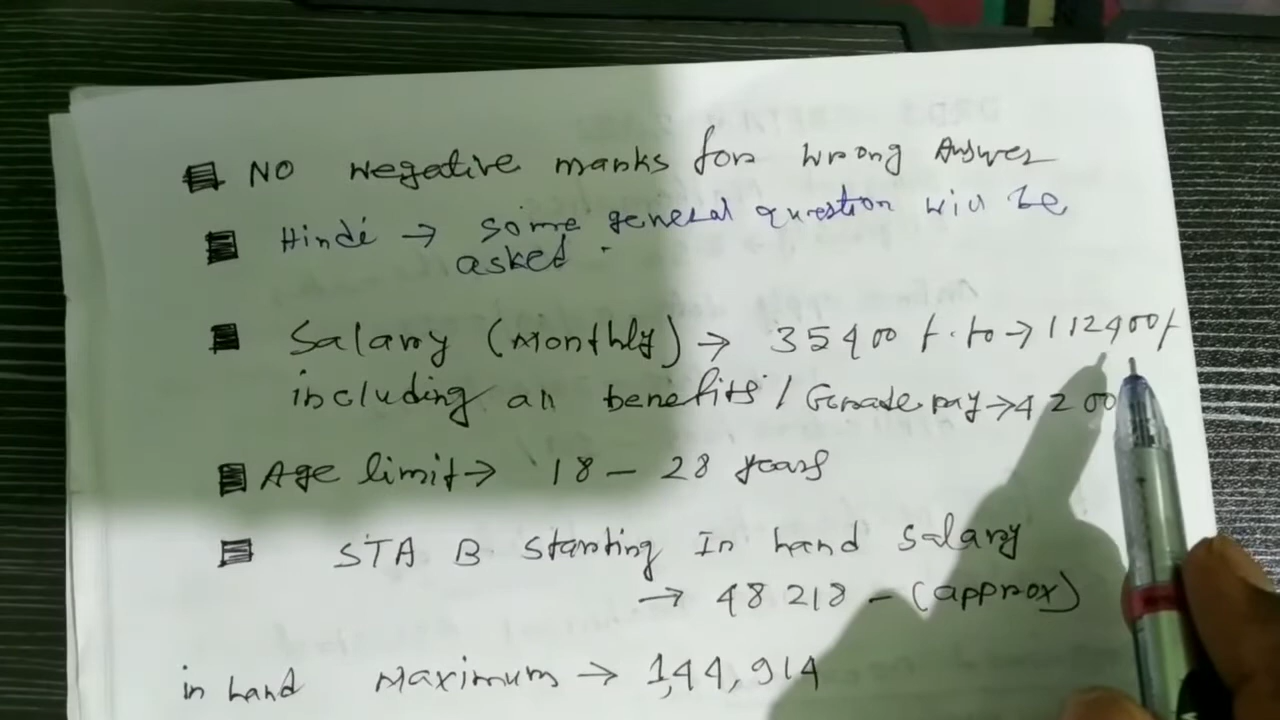 NO negative marks for wrong Answer
Hindi → some general question will be
asked.
Salary (Monthly) → 35400/-.to→ 112400/-
including all benefits / Grade pay→4200
Age limit→ 18 – 28 years
STA B starting In hand salary
→ 48218 – (approx)
in hand Maximum → 1,44,914